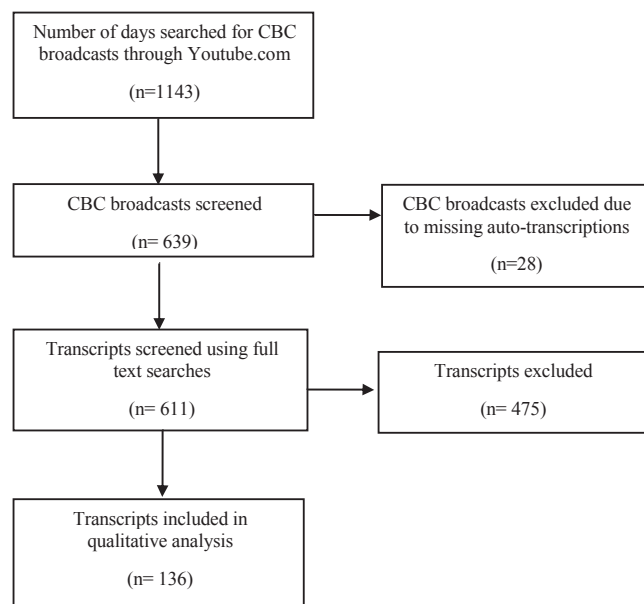 Number of days searched for CBC
broadcasts through Youtube.com
(n=1143)
CBC broadcasts screened
(n= 639)
CBC broadcasts excluded due
to missing auto-transcriptions
(n=28)
Transcripts screened using full
text searches
(n= 611)
Transcripts excluded
(n= 475)
Transcripts included in
qualitative analysis
(n= 136)